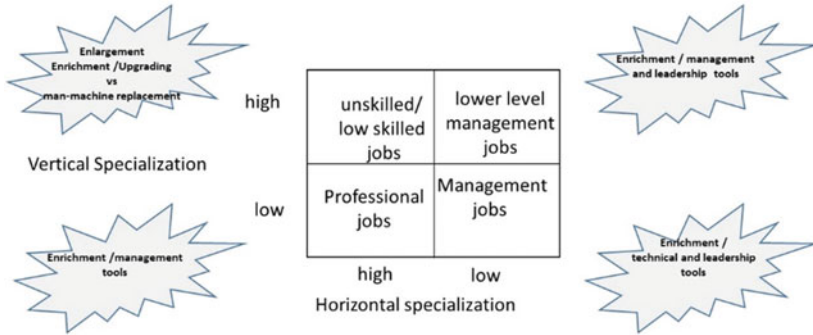 Enlargement
Enrichment /Upgrading
vs
man-machine replacement
Enrichment / management
and leadership tools
high
unskilled/
low skilled
jobs
lower level
management
jobs
Vertical Specialization
low
Professional
jobs
Management
jobs
Enrichment /management
tools
Enrichment /
technical and leadership
tools
high
low
Horizontal specialization